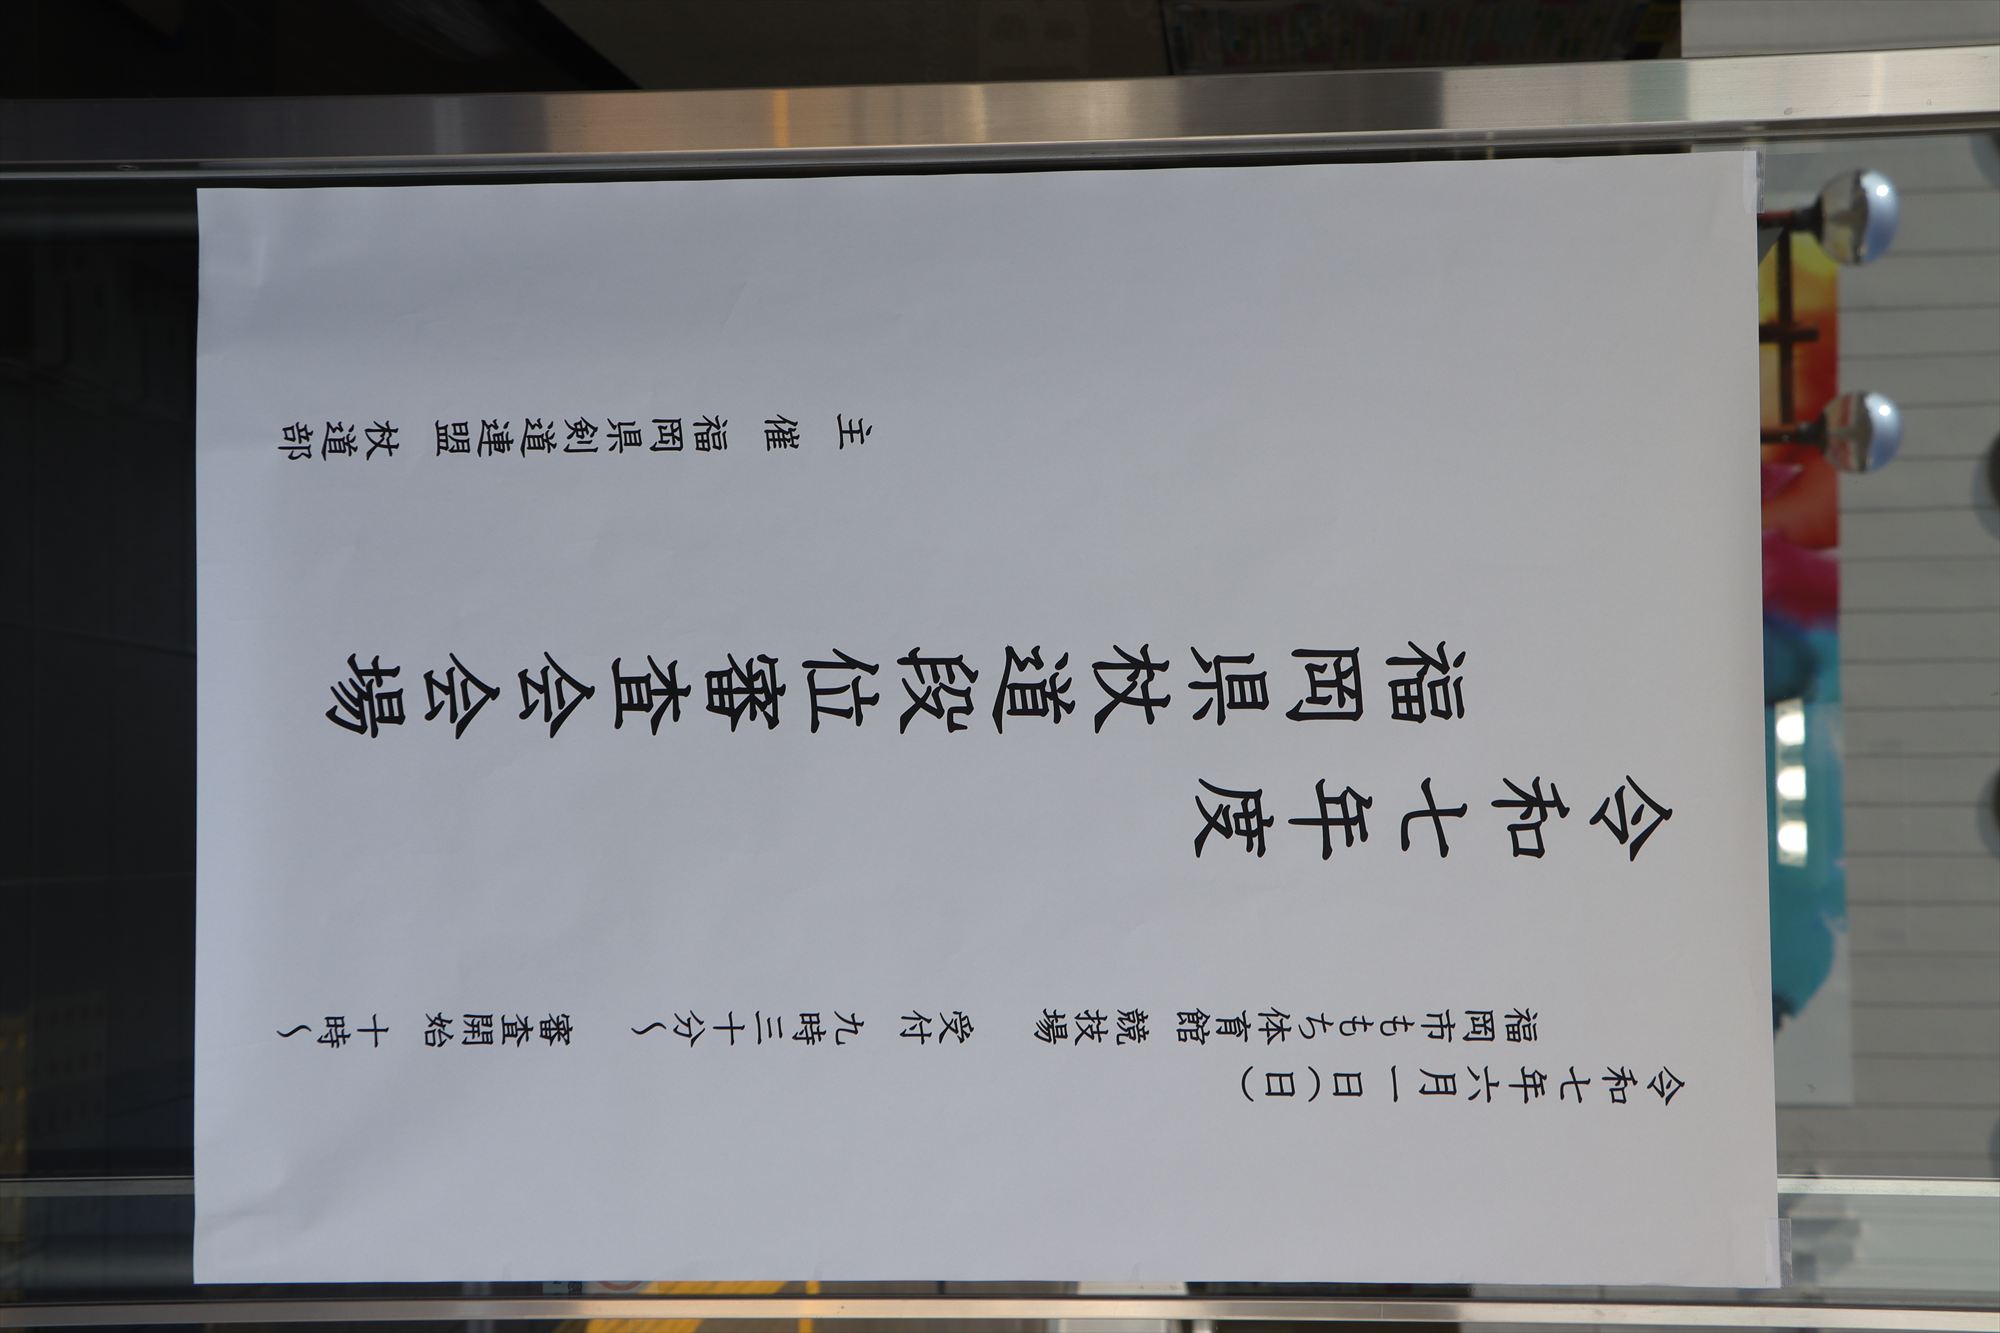 令和七年六月一日(日)
福岡市ももち体育館 競技場 受付 九時三十分~ 審査開始 十時~
令和七年度
福岡県杖道段位審査会会場
主 催 福岡県剣道連盟 杖道部